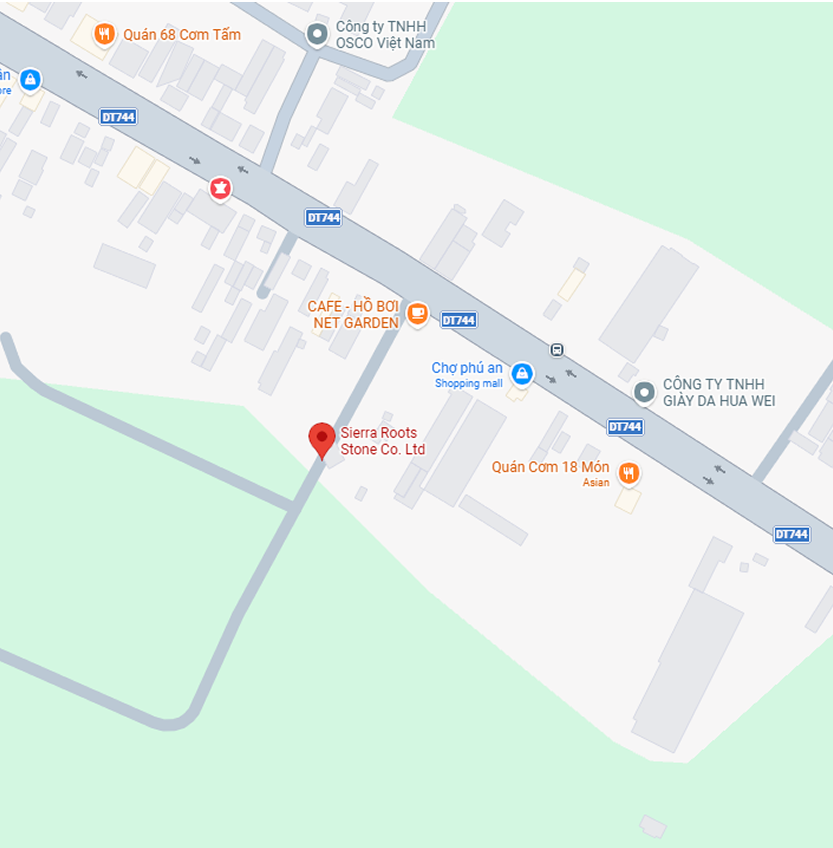 Quán 68 Cơm Tấm
Công ty TNHH
OSCO Việt Nam
ore
DT744
DT744
CAFE - HỒ BƠI
NET GARDEN
DT744
Chợ phú an
Shopping mall
CÔNG TY TNHH
GIÀY DA HUA WEI
Sierra Roots
Stone Co. Ltd
DT744
Quán Cơm 18 Món
Asian
DT744